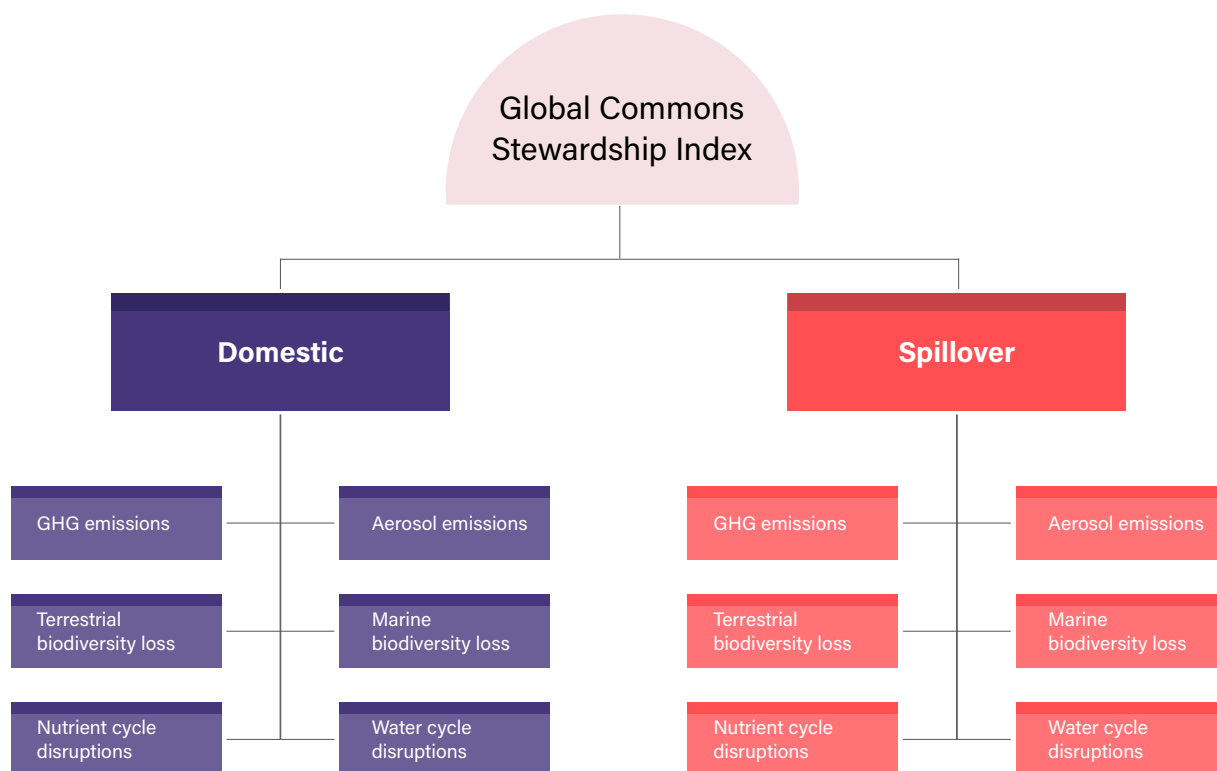 Global Commons
Stewardship Index
Domestic
Spillover
GHG emissions
Aerosol emissions
Terrestrial
biodiversity loss
Marine
biodiversity loss
Nutrient cycle
disruptions
Water cycle
disruptions
GHG emissions
Aerosol emissions
Terrestrial
biodiversity loss
Marine
biodiversity loss
Nutrient cycle
disruptions
Water cycle
disruptions